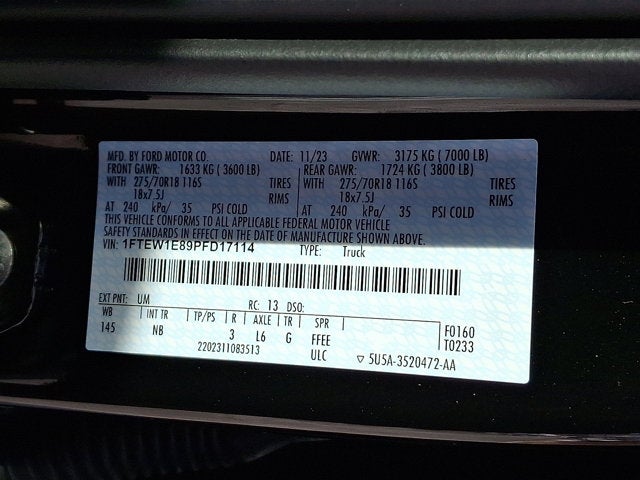 MFD. BY FORD MOTOR CO. DATE: 11/23 GVWR: 3175 KG ( 7000 LB)
FRONT GAWR: 1633 KG ( 3600 LB) REAR GAWR: 1724 KG ( 3800 LB)
WITH 275/70R18 116S TIRES WITH 275/70R18 116S TIRES
18x7.5J RIMS 18x7.5J RIMS
AT 240 kPa/ 35 PSI COLD AT 240 kPa/ 35 PSI COLD
THIS VEHICLE CONFORMS TO ALL APPLICABLE FEDERAL MOTOR VEHICLE
SAFETY STANDARDS IN EFFECT ON THE DATE OF MANUFACTURE SHOWN ABOVE.
VIN: 1FTEW1E89PFD17114 TYPE: Truck
EXT PNT: UM RC: 13 DSO:
WB INT TR TP/PS R AXLE TR SPR F0160
145 NB 3 L6 G FFEE T0233
2202311083513 ULC ▽ 5U5A-3520472-AA